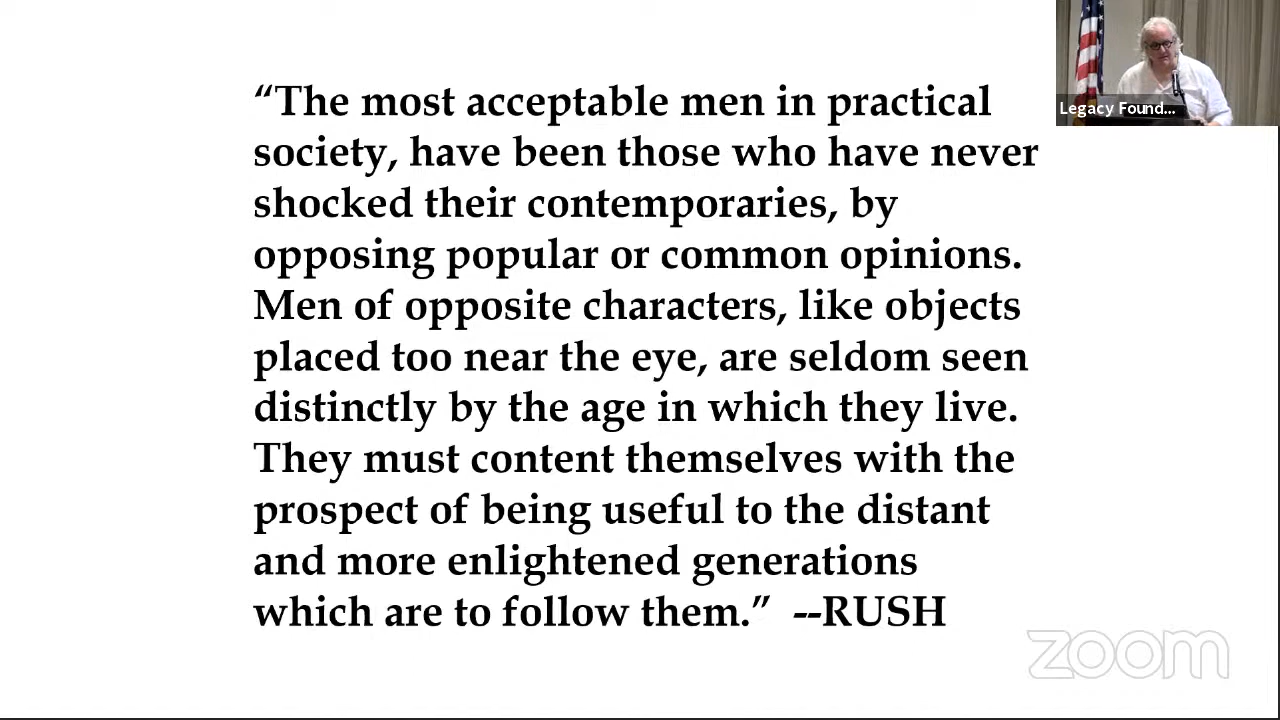 “The most acceptable men in practical
society, have been those who have never
shocked their contemporaries, by
opposing popular or common opinions.
Men of opposite characters, like objects
placed too near the eye, are seldom seen
distinctly by the age in which they live.
They must content themselves with the
prospect of being useful to the distant
and more enlightened generations
which are to follow them.” --RUSH
Legacy Found...
zoom